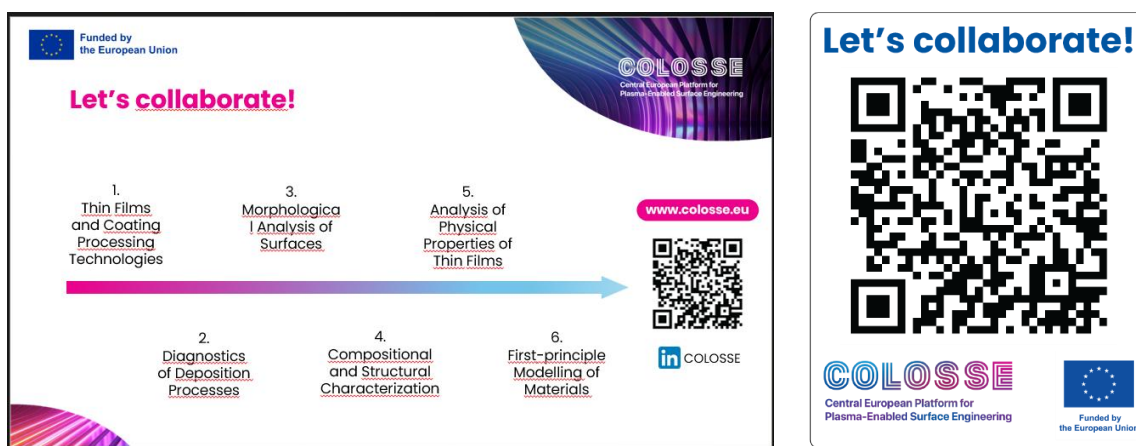 Funded by
the European Union
COLOSSE
Central European Platform for
Plasma-Enabled Surface Engineering
Let's collaborate!
1.
Thin Films
and Coating
Processing
Technologies
3.
Morphologica
l Analysis of
Surfaces
5.
Analysis of
Physical
Properties of
Thin Films
2.
Diagnostics
of Deposition
Processes
4.
Compositional
and Structural
Characterization
6.
First-principle
Modelling of
Materials
www.colosse.eu
in COLOSSE
Let's collaborate!
COLOSSE
Central European Platform for
Plasma-Enabled Surface Engineering
Funded by
the European Union